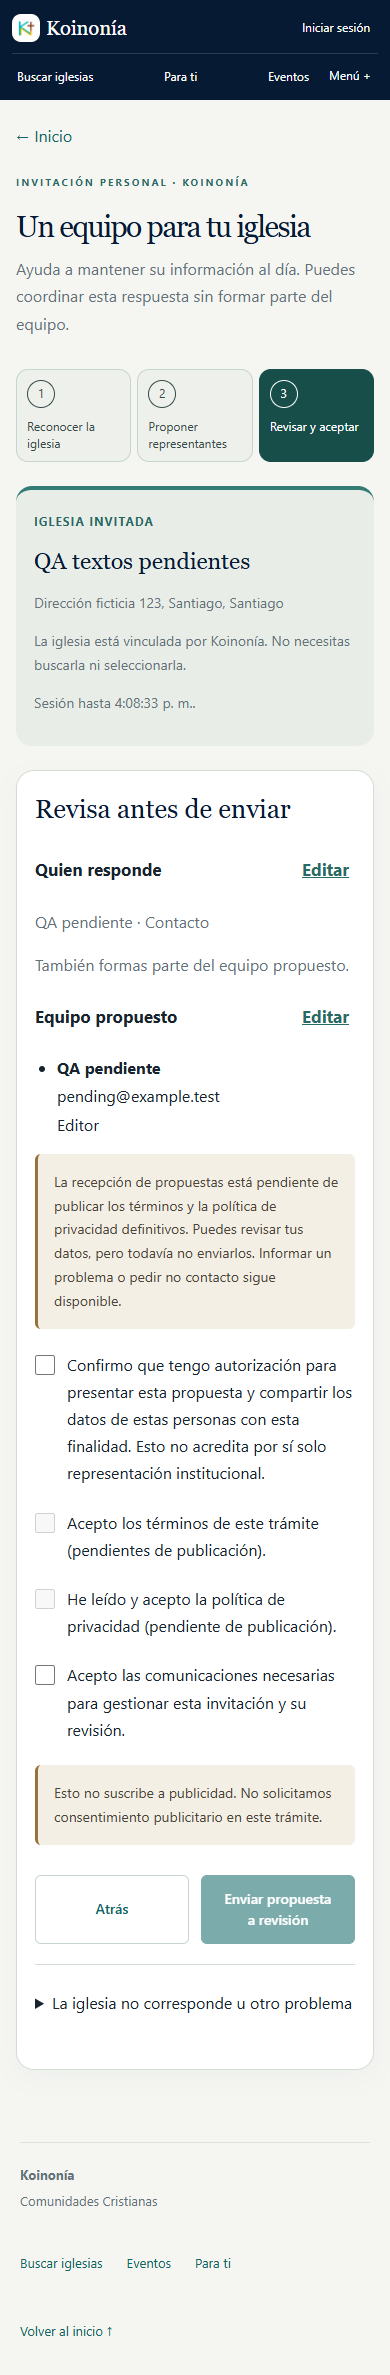 Koinonía
Iniciar sesión
Buscar iglesias
Para ti
Eventos
Menú +
← Inicio
INVITACIÓN PERSONAL · KOINONÍA
Un equipo para tu iglesia
Ayuda a mantener su información al día. Puedes
coordinar esta respuesta sin formar parte del
equipo.
1
Reconocer la
iglesia
2
Proponer
representantes
3
Revisar y aceptar
IGLESIA INVITADA
QA textos pendientes
Dirección ficticia 123, Santiago, Santiago
La iglesia está vinculada por Koinonía. No necesitas
buscarla ni seleccionarla.
Sesión hasta 4:08:33 p. m..
Revisa antes de enviar
Quien responde
Editar
QA pendiente · Contacto
También formas parte del equipo propuesto.
Equipo propuesto
Editar
• QA pendiente
pending@example.test
Editor
La recepción de propuestas está pendiente de
publicar los términos y la política de
privacidad definitivos. Puedes revisar tus
datos, pero todavía no enviarlos. Informar un
problema o pedir no contacto sigue
disponible.
Confirmo que tengo autorización para
presentar esta propuesta y compartir los
datos de estas personas con esta
finalidad. Esto no acredita por sí solo
representación institucional.
Acepto los términos de este trámite
(pendientes de publicación).
He leído y acepto la política de
privacidad (pendiente de publicación).
Acepto las comunicaciones necesarias
para gestionar esta invitación y su
revisión.
Esto no suscribe a publicidad. No solicitamos
consentimiento publicitario en este trámite.
Atrás
Enviar propuesta
a revisión
▶ La iglesia no corresponde u otro problema
Koinonía
Comunidades Cristianas
Buscar iglesias
Eventos
Para ti
Volver al inicio ↑